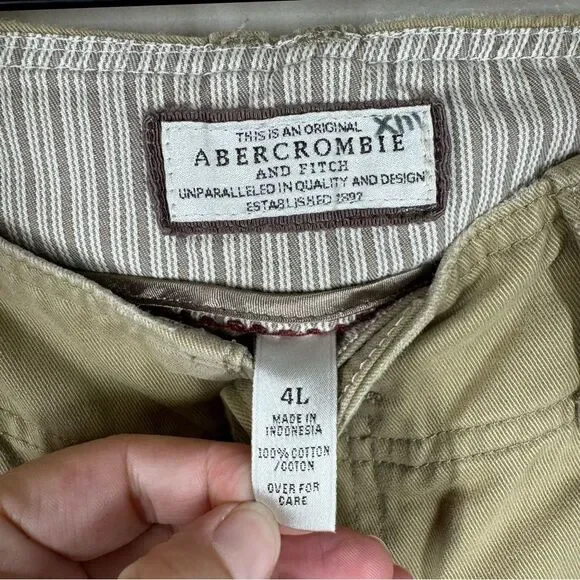 THIS IS AN ORIGINAL
ABERCROMBIE
AND FITCH
UNPARALLELED IN QUALITY AND DESIGN
ESTABLISHED 1892
4L
MADE IN
INDONESIA
100% COTTON
/COTON
OVER FOR
CARE